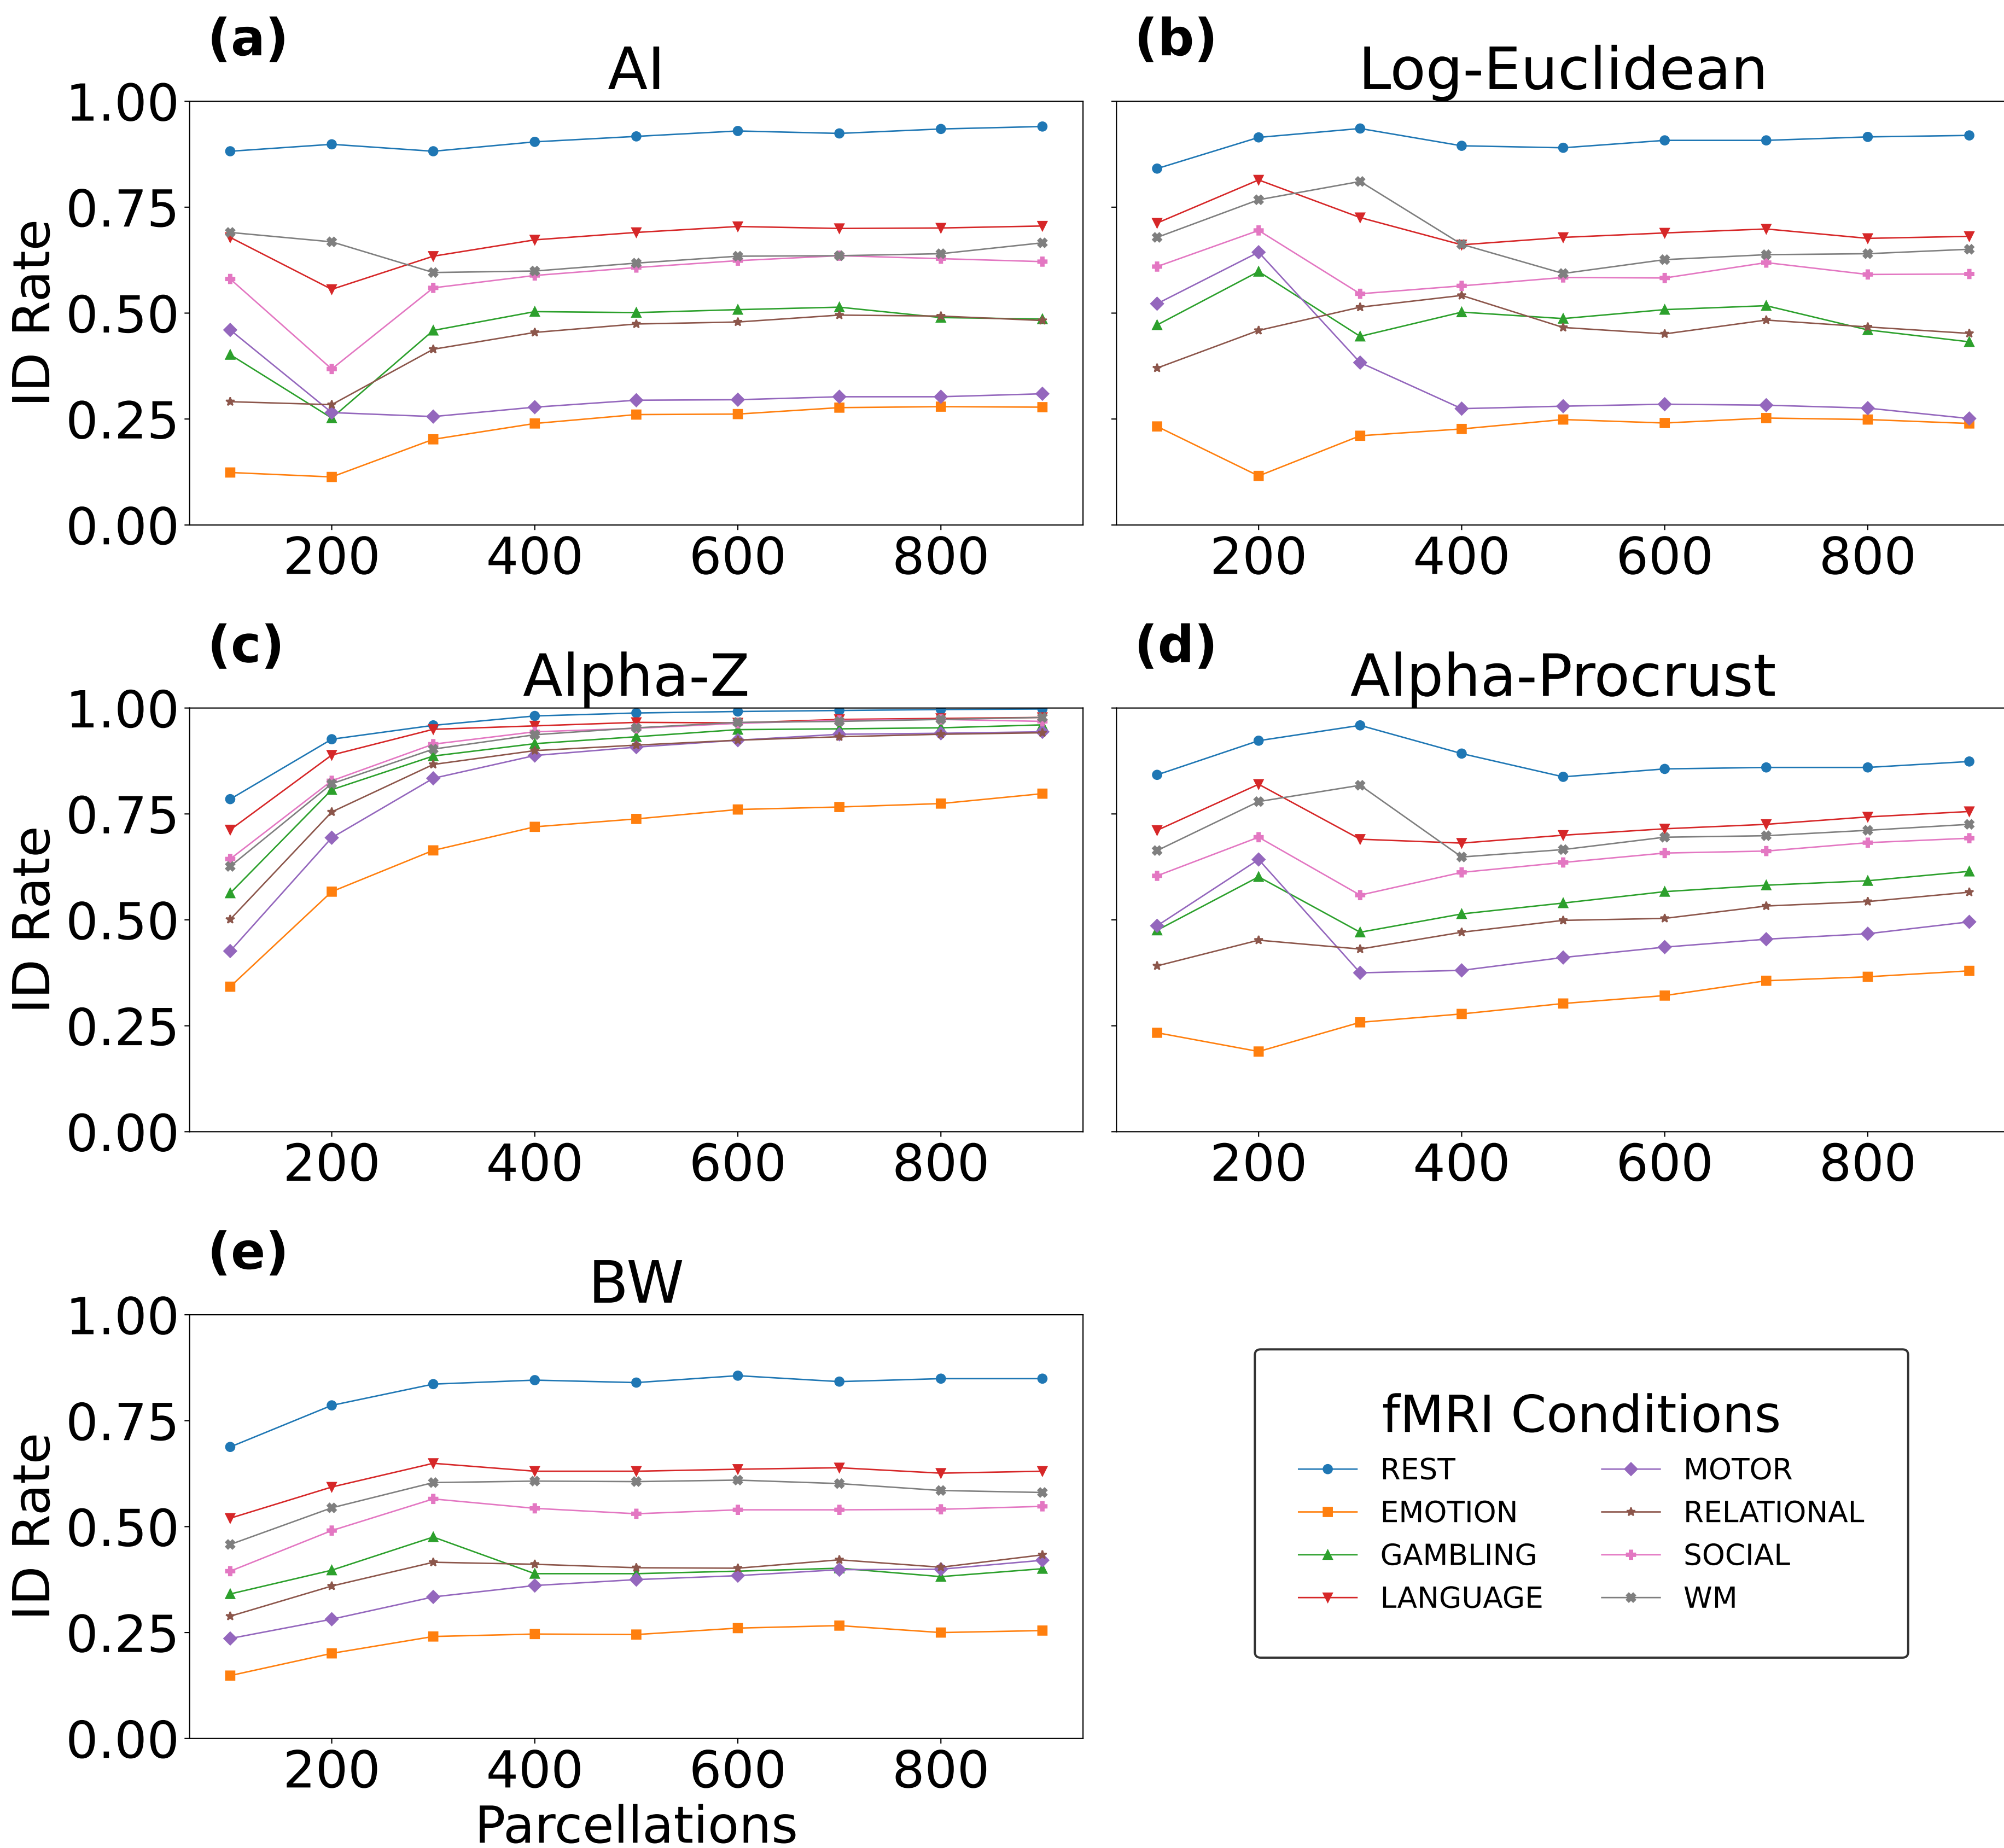 (a)
AI
(b)
Log-Euclidean
1.00
0.75
0.50
0.25
0.00
ID Rate
200 400 600 800
200 400 600 800
(c)
Alpha-Z
(d)
Alpha-Procrust
1.00
0.75
0.50
0.25
0.00
ID Rate
200 400 600 800
200 400 600 800
(e)
BW
1.00
0.75
0.50
0.25
0.00
ID Rate
200 400 600 800
Parcellations
fMRI Conditions
REST
EMOTION
GAMBLING
LANGUAGE
MOTOR
RELATIONAL
SOCIAL
WM